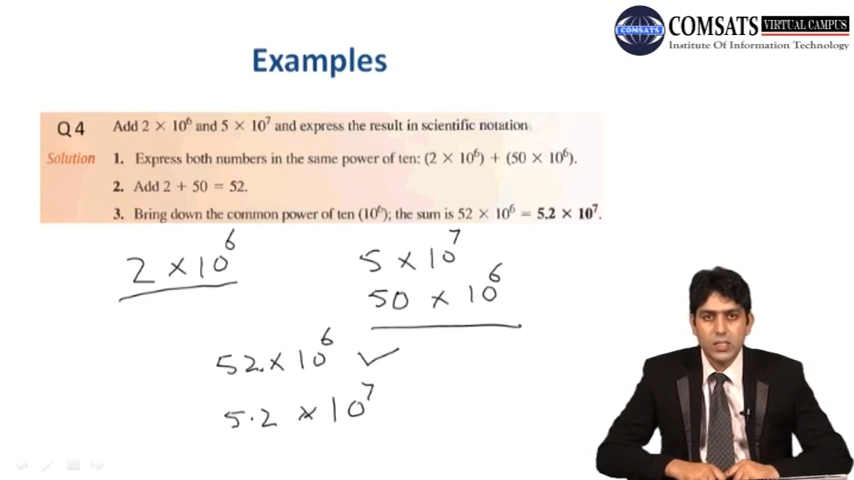 COMSATS VIRTUAL CAMPUS
COMSATS
Institute Of Information Technology
Examples
Q4 Add 2 × 10⁶ and 5 × 10⁷ and express the result in scientific notation
Solution 1. Express both numbers in the same power of ten: (2 × 10⁶) + (50 × 10⁶).
2. Add 2 + 50 = 52.
3. Bring down the common power of ten (10⁶); the sum is 52 × 10⁶ = 5.2 × 10⁷.
2 × 10⁶ 5 × 10⁷
50 × 10⁶
52. × 10⁶ ✓
5.2 × 10⁷